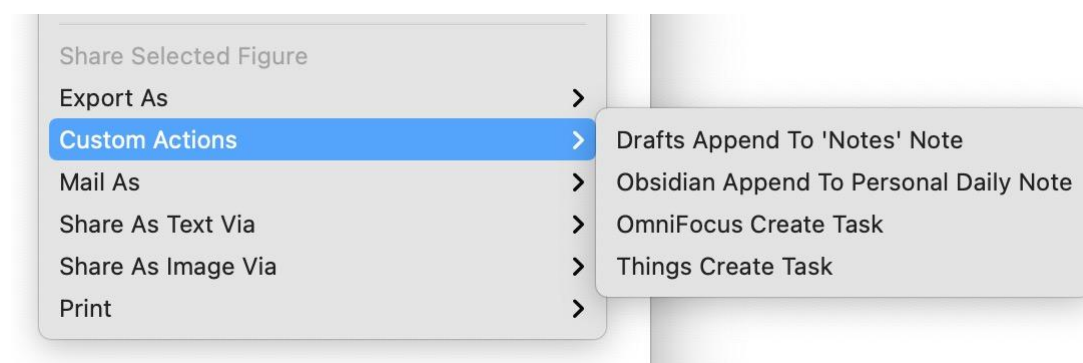 Share Selected Figure
Export As
Custom Actions
Mail As
Share As Text Via
Share As Image Via
Print
Drafts Append To 'Notes' Note
Obsidian Append To Personal Daily Note
OmniFocus Create Task
Things Create Task